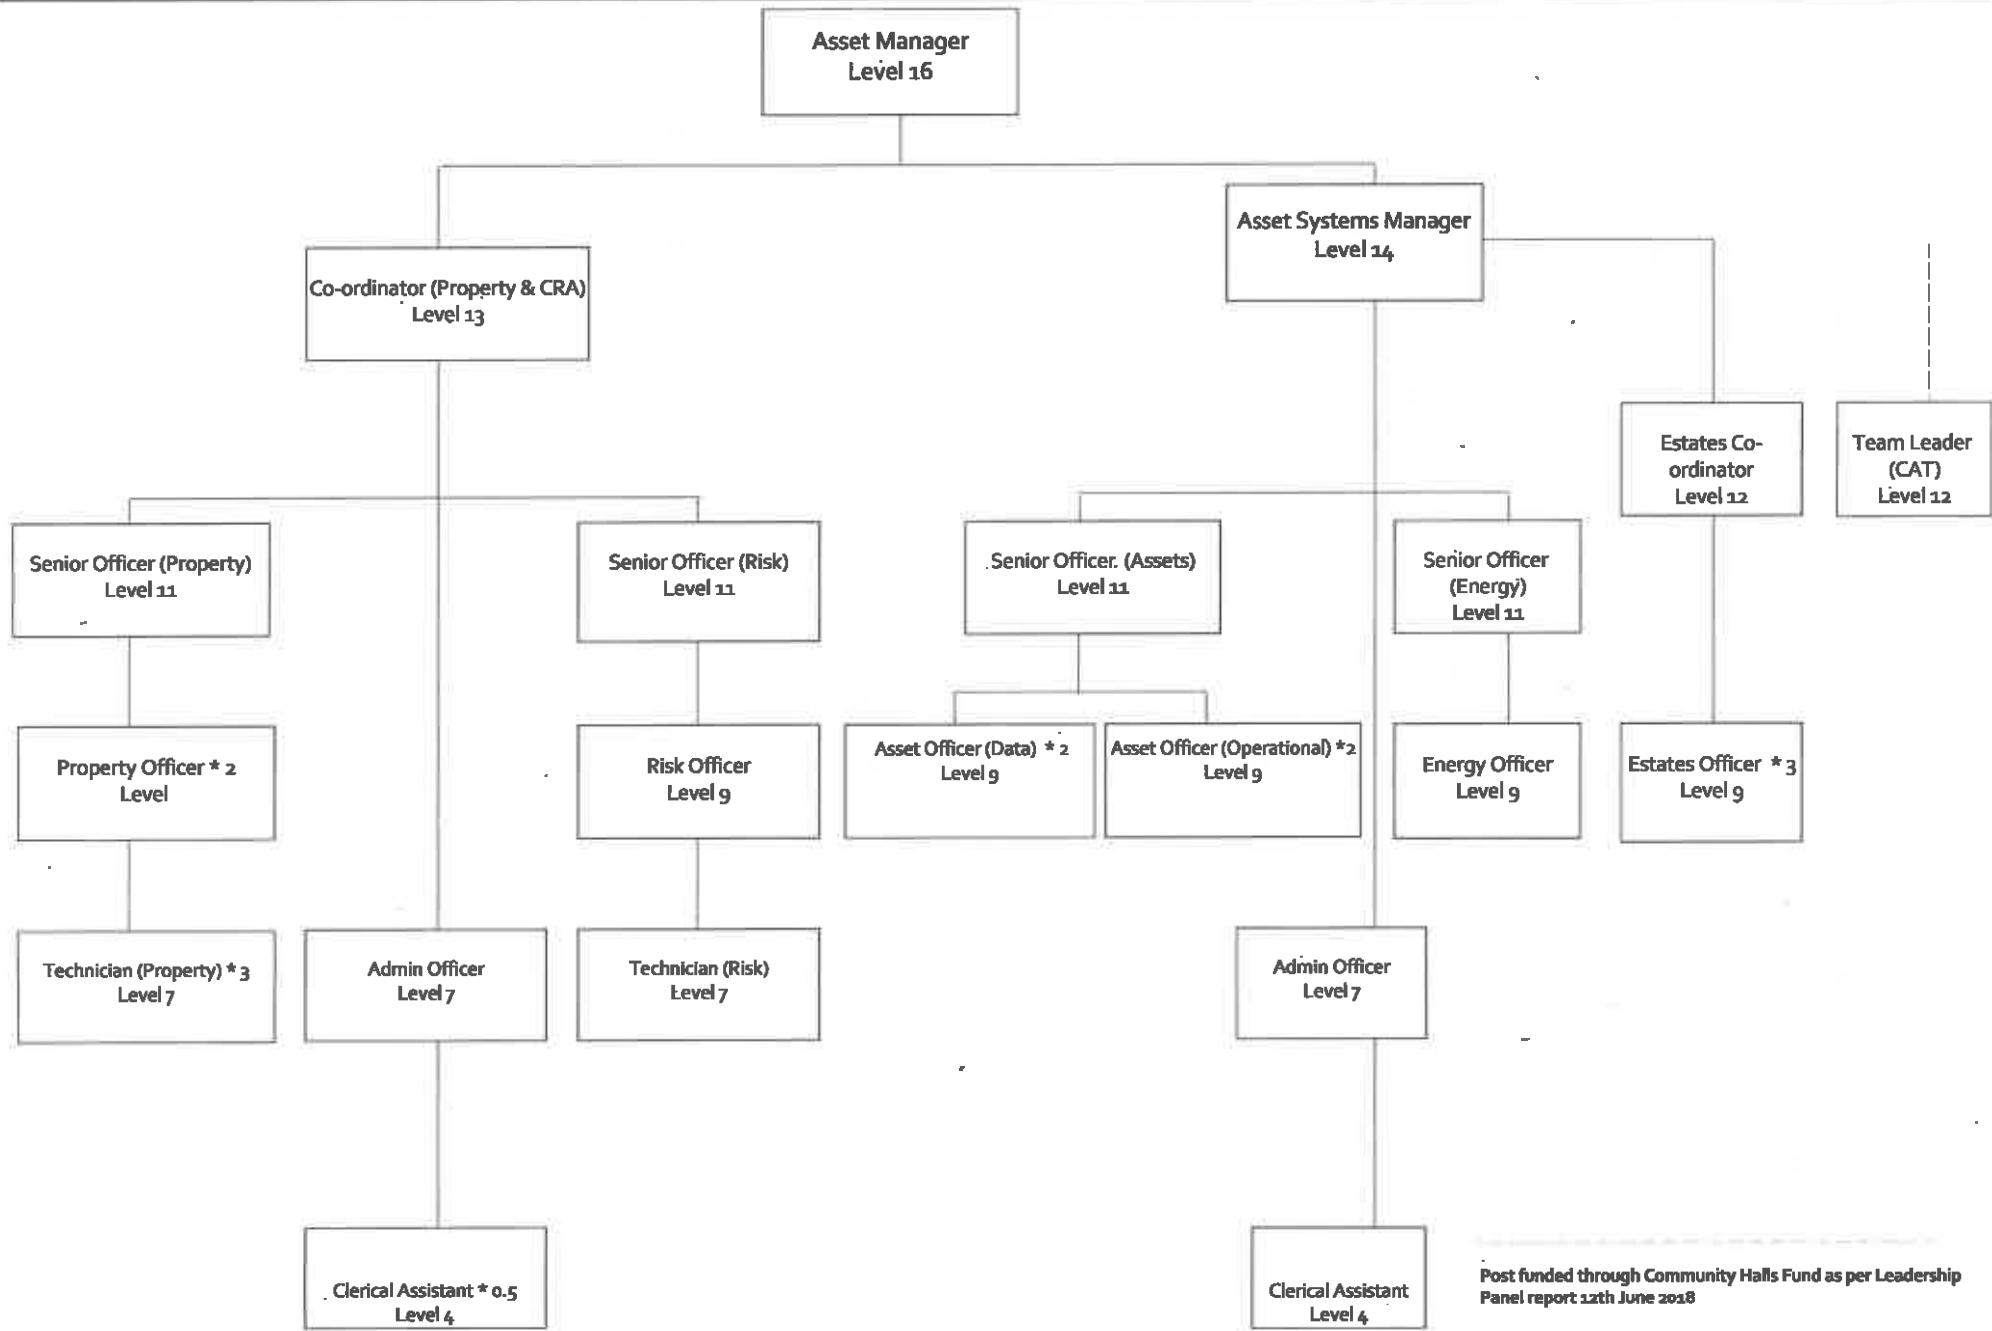 Asset Manager
Level 16
Asset Systems Manager
Level 14
Co-ordinator (Property & CRA)
Level 13
Estates Co-
ordinator
Level 12
Team Leader
(CAT)
Level 12
Senior Officer (Property)
Level 11
Senior Officer (Risk)
Level 11
Senior Officer. (Assets)
Level 11
Senior Officer
(Energy)
Level 11
Property Officer * 2
Level
Risk Officer
Level 9
Asset Officer (Data) * 2
Level 9
Asset Officer (Operational) *2
Level 9
Energy Officer
Level 9
Estates Officer * 3
Level 9
Technician (Property) * 3
Level 7
Admin Officer
Level 7
Technician (Risk)
Level 7
Admin Officer
Level 7
Clerical Assistant * 0.5
Level 4
Clerical Assistant
Level 4
Post funded through Community Halls Fund as per Leadership
Panel report 12th June 2018